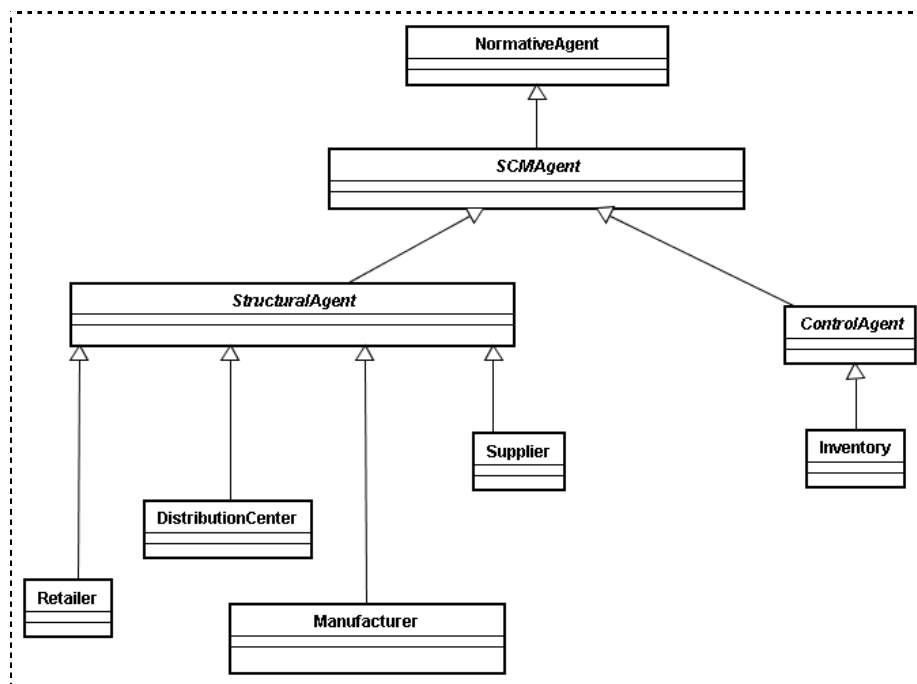 NormativeAgent
SCMAgent
StructuralAgent
ControlAgent
Supplier
Inventory
DistributionCenter
Retailer
Manufacturer